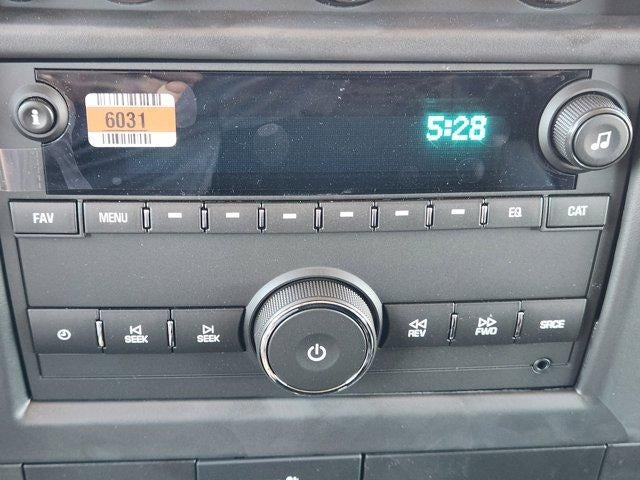 6031
5:28
FAV
MENU
EQ
CAT
SEEK
SEEK
REV
FWD
SRCE